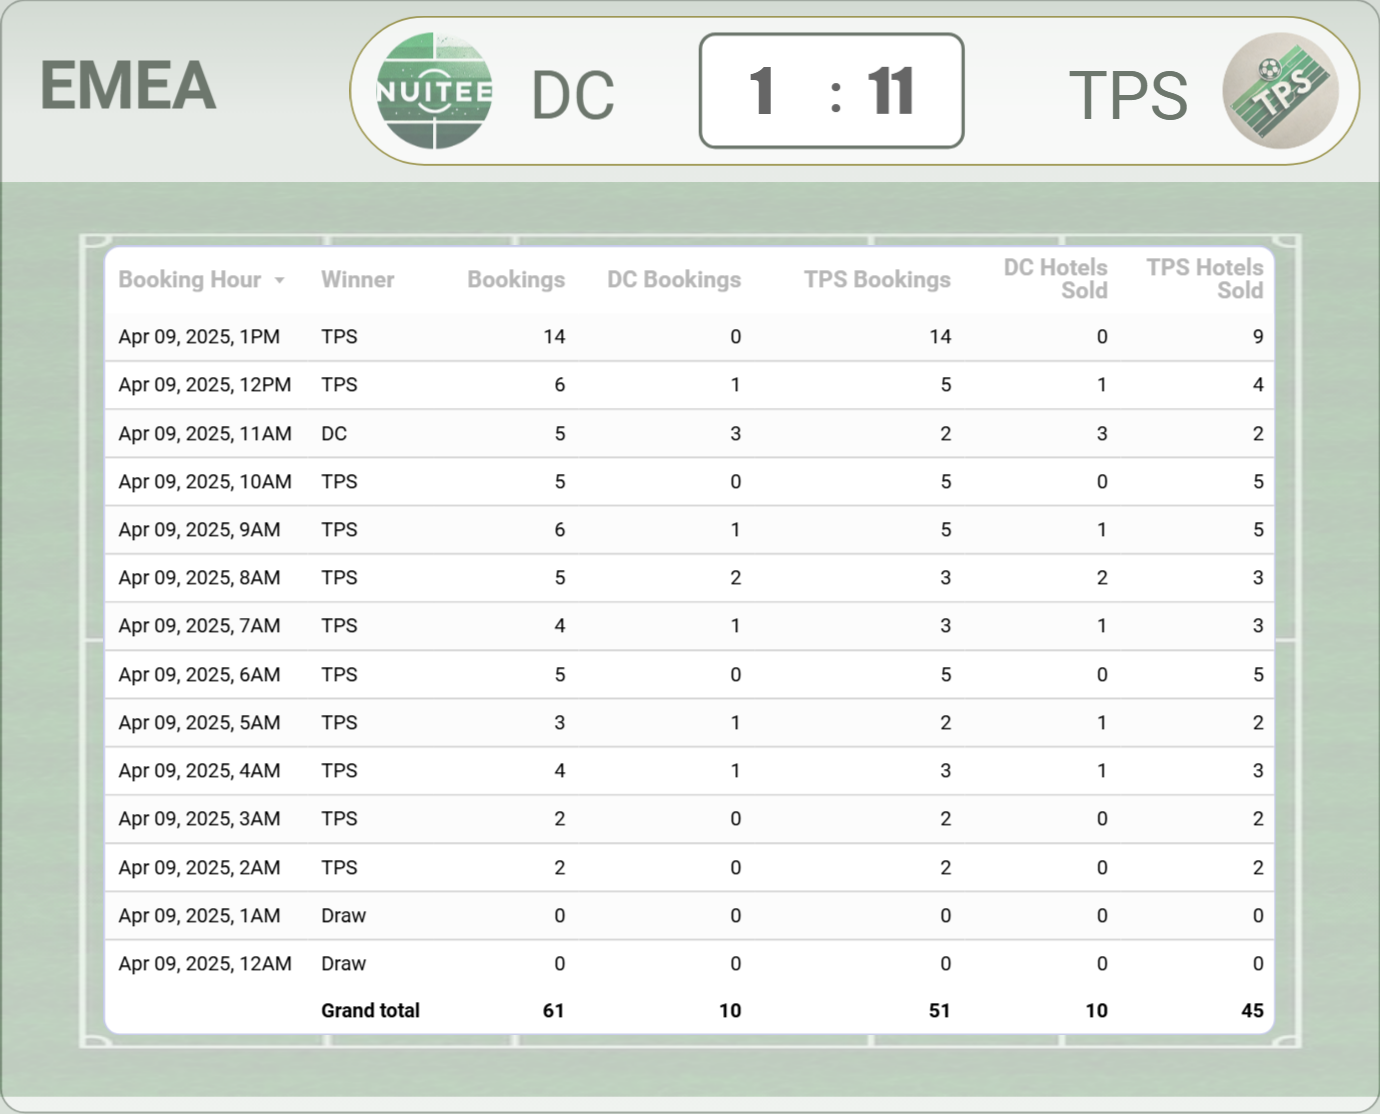 EMEA
NUITEE DC 1 : 11 TPS TPS
Booking Hour Winner Bookings DC Bookings TPS Bookings DC Hotels Sold TPS Hotels Sold
Apr 09, 2025, 1PM TPS 14 0 14 0 9
Apr 09, 2025, 12PM TPS 6 1 5 1 4
Apr 09, 2025, 11AM DC 5 3 2 3 2
Apr 09, 2025, 10AM TPS 5 0 5 0 5
Apr 09, 2025, 9AM TPS 6 1 5 1 5
Apr 09, 2025, 8AM TPS 5 2 3 2 3
Apr 09, 2025, 7AM TPS 4 1 3 1 3
Apr 09, 2025, 6AM TPS 5 0 5 0 5
Apr 09, 2025, 5AM TPS 3 1 2 1 2
Apr 09, 2025, 4AM TPS 4 1 3 1 3
Apr 09, 2025, 3AM TPS 2 0 2 0 2
Apr 09, 2025, 2AM TPS 2 0 2 0 2
Apr 09, 2025, 1AM Draw 0 0 0 0 0
Apr 09, 2025, 12AM Draw 0 0 0 0 0
Grand total 61 10 51 10 45